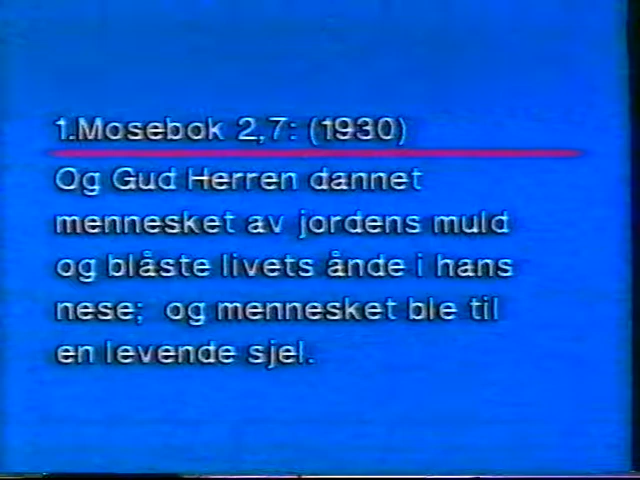 1.Mosebok 2,7: (1930)
Og Gud Herren dannet
mennesket av jordens muld
og blåste livets ånde i hans
nese; og mennesket ble til
en levende sjel.